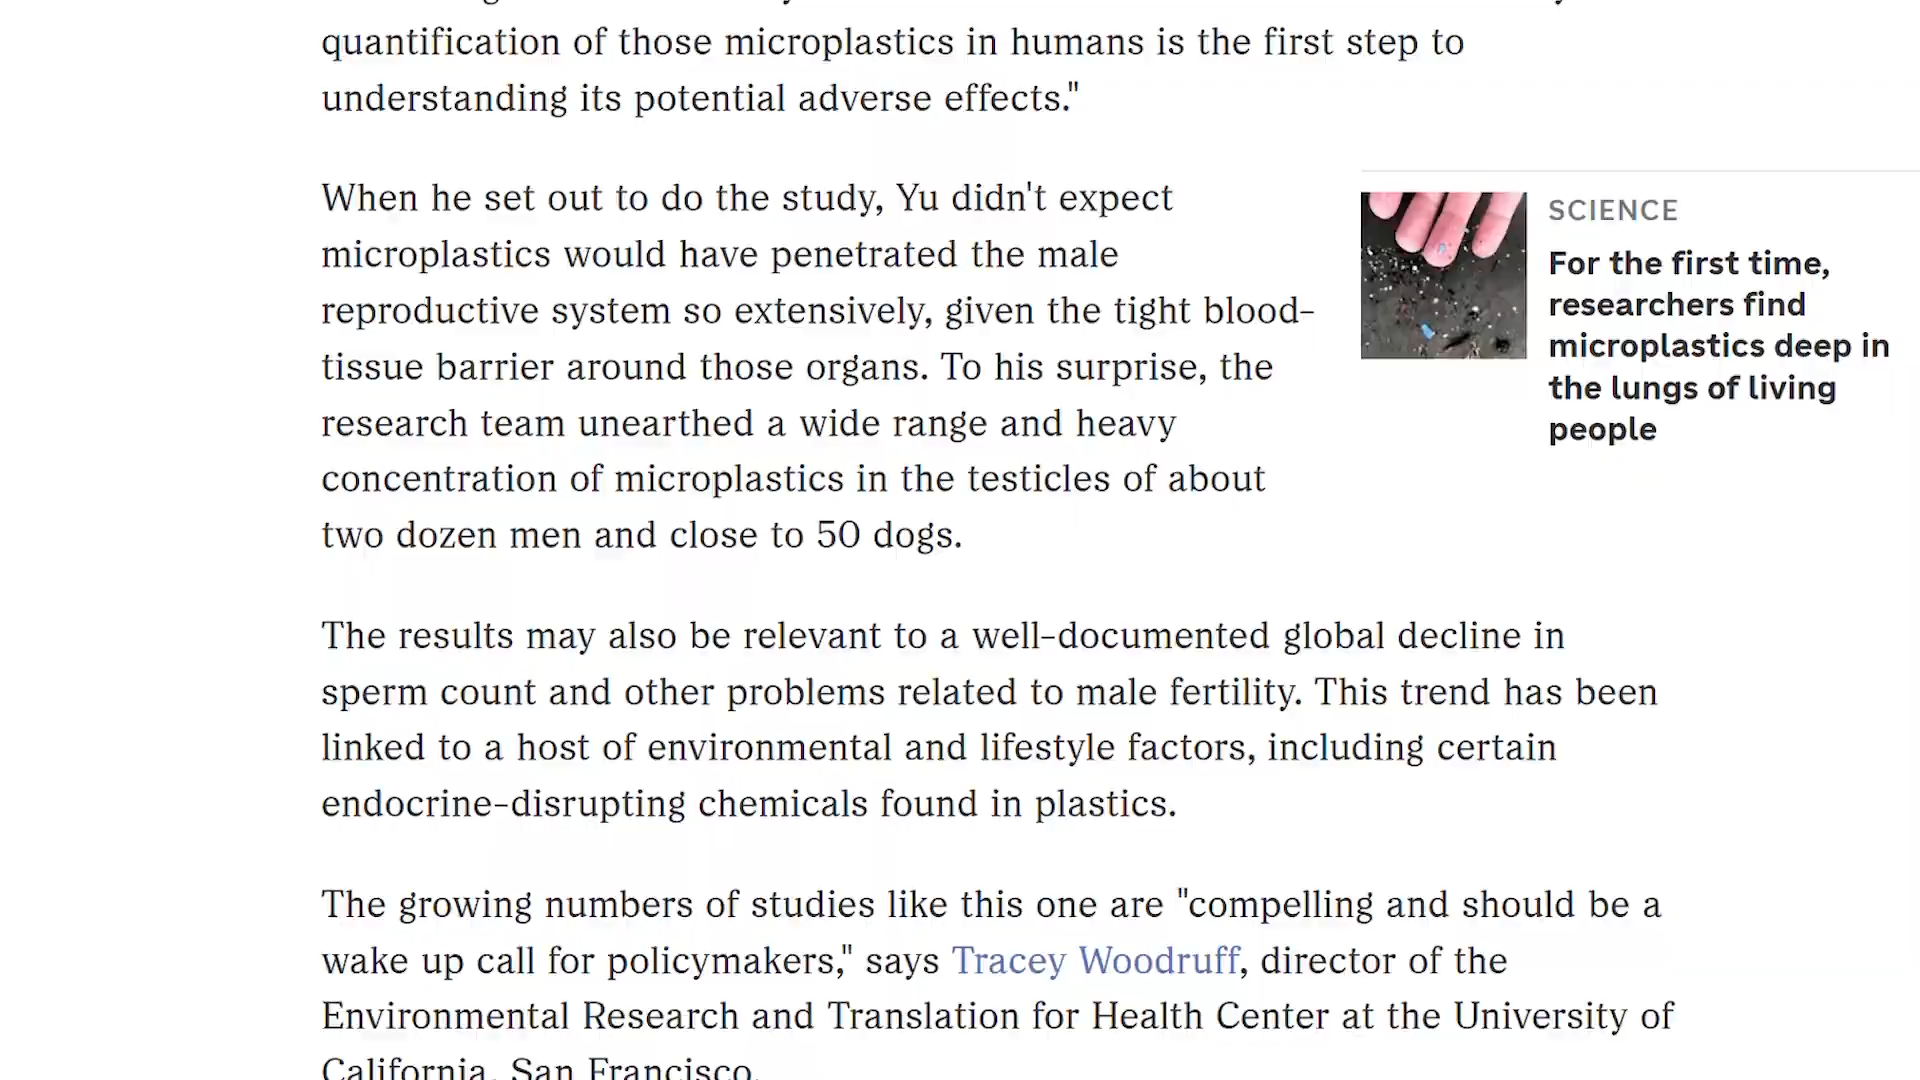 quantification of those microplastics in humans is the first step to
understanding its potential adverse effects."
When he set out to do the study, Yu didn't expect
microplastics would have penetrated the male
reproductive system so extensively, given the tight blood-
tissue barrier around those organs. To his surprise, the
research team unearthed a wide range and heavy
concentration of microplastics in the testicles of about
two dozen men and close to 50 dogs.
SCIENCE
For the first time,
researchers find
microplastics deep in
the lungs of living
people
The results may also be relevant to a well-documented global decline in
sperm count and other problems related to male fertility. This trend has been
linked to a host of environmental and lifestyle factors, including certain
endocrine-disrupting chemicals found in plastics.
The growing numbers of studies like this one are "compelling and should be a
wake up call for policymakers," says Tracey Woodruff, director of the
Environmental Research and Translation for Health Center at the University of
California, San Francisco.